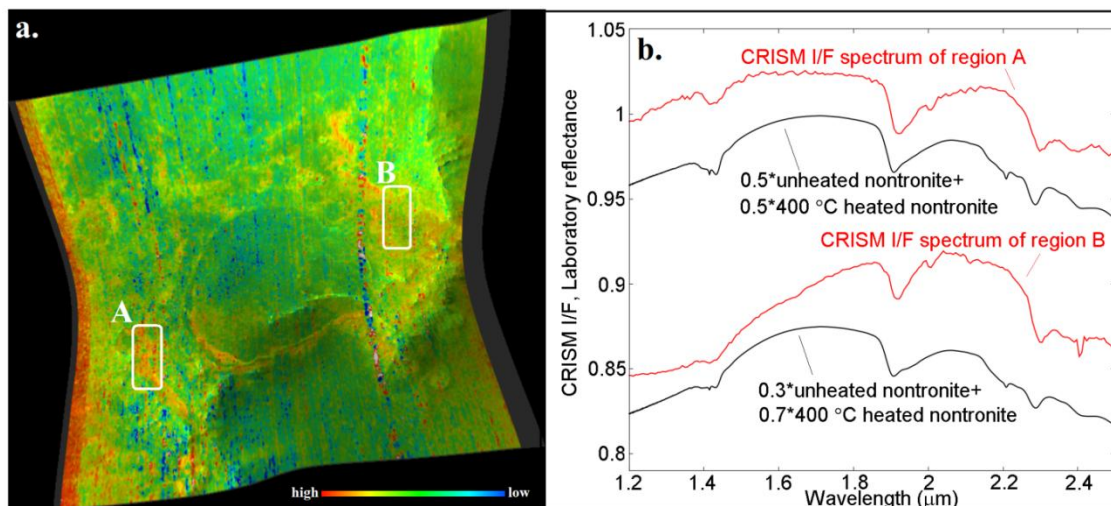 a.
B
A
high
low
b.
1.05
1
0.95
0.9
0.85
0.8
CRISM I/F, Laboratory reflectance
CRISM I/F spectrum of region A
0.5*unheated nontronite+
0.5*400 °C heated nontronite
CRISM I/F spectrum of region B
0.3*unheated nontronite+
0.7*400 °C heated nontronite
1.2 1.4 1.6 1.8 2 2.2 2.4
Wavelength (μm)